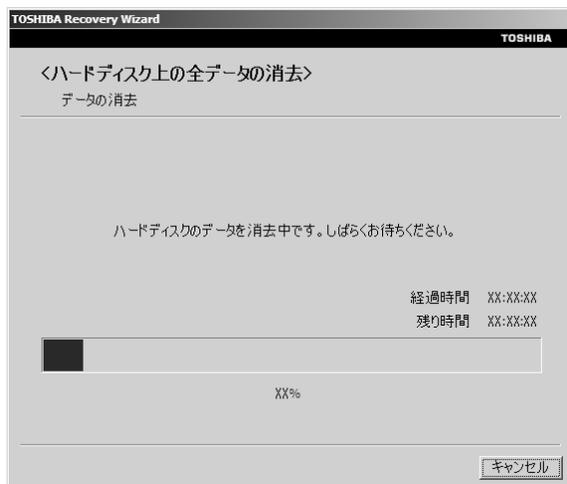 TOSHIBA Recovery Wizard
TOSHIBA
<ハードディスク上の全データの消去>
データの消去
ハードディスクのデータを消去中です。しばらくお待ちください。
経過時間 XX:XX:XX
残り時間 XX:XX:XX
XX%
キャンセル